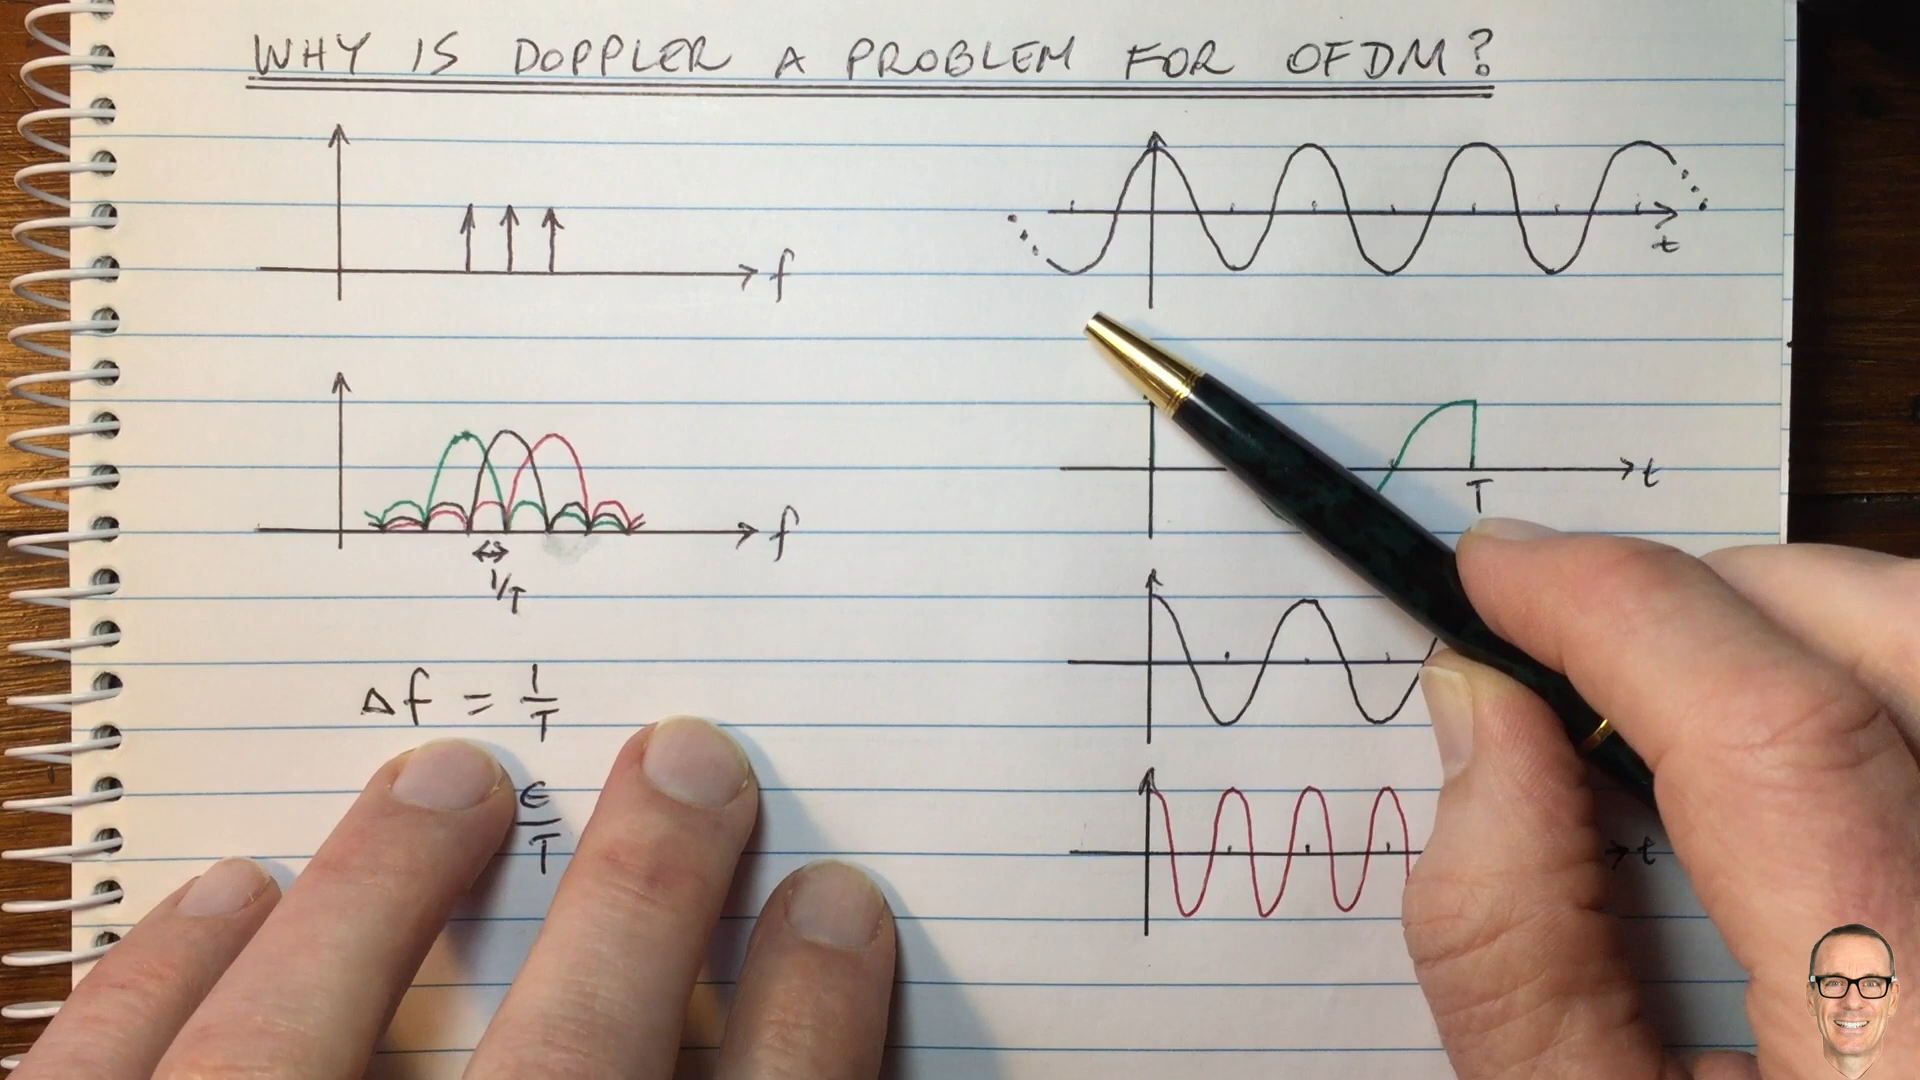 WHY IS DOPPLER A PROBLEM FOR OFDM?
f
t
t
T
f
1/T
Δf = 1/T
ϵ/T
t